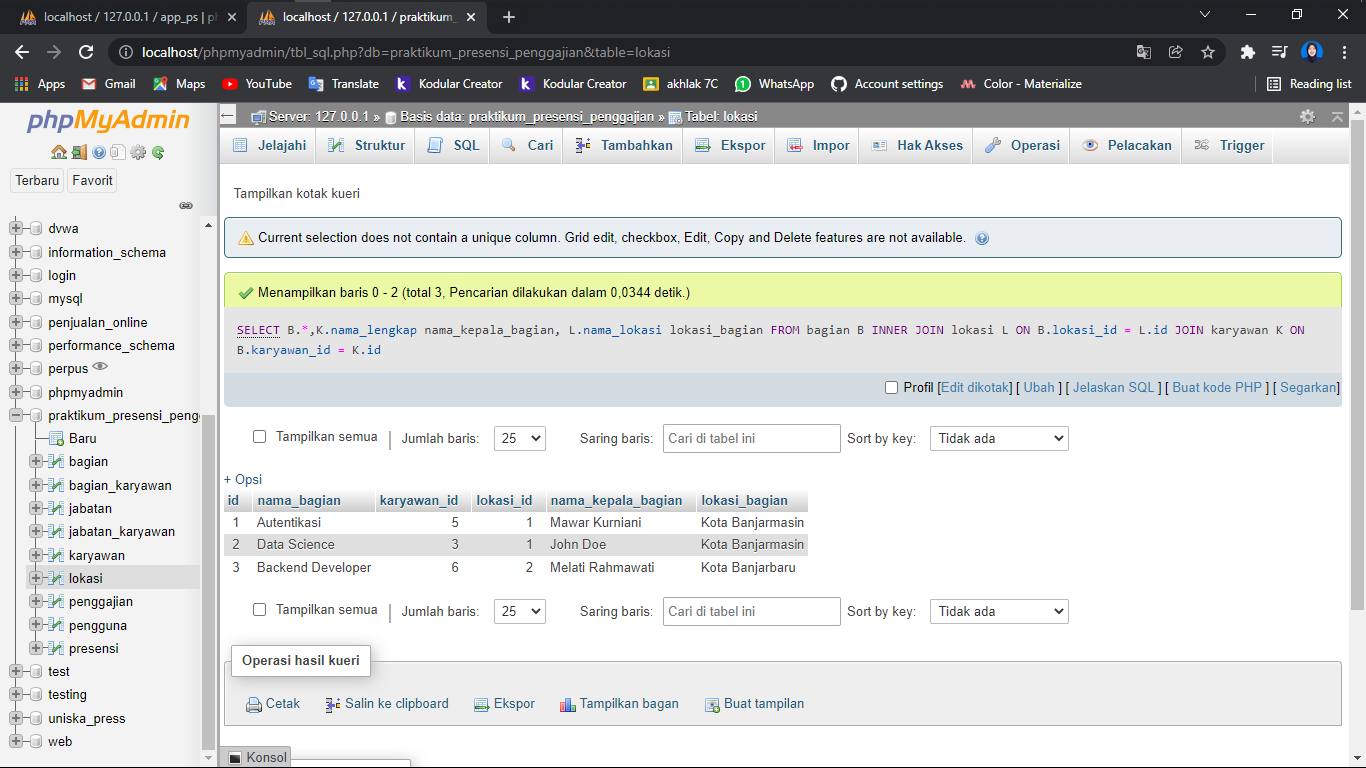 localhost / 127.0.0.1 / app_ps | ph
localhost / 127.0.0.1 / praktikum_
localhost/phpmyadmin/tbl_sql.php?db=praktikum_presensi_penggajian&table=lokasi
Apps Gmail Maps YouTube Translate Kodular Creator Kodular Creator akhlak 7C WhatsApp Account settings Color - Materialize Reading list
phpMyAdmin
Terbaru Favorit
dvwa
information_schema
login
mysql
penjualan_online
performance_schema
perpus
phpmyadmin
praktikum_presensi_peng
Baru
bagian
bagian_karyawan
jabatan
jabatan_karyawan
karyawan
lokasi
penggajian
pengguna
presensi
test
testing
uniska_press
web
Server: 127.0.0.1 » Basis data: praktikum_presensi_penggajian » Tabel: lokasi
Jelajahi Struktur SQL Cari Tambahkan Ekspor Impor Hak Akses Operasi Pelacakan Trigger
Tampilkan kotak kueri
Current selection does not contain a unique column. Grid edit, checkbox, Edit, Copy and Delete features are not available.
Menampilkan baris 0 - 2 (total 3, Pencarian dilakukan dalam 0,0344 detik.)
SELECT B.*,K.nama_lengkap nama_kepala_bagian, L.nama_lokasi lokasi_bagian FROM bagian B INNER JOIN lokasi L ON B.lokasi_id = L.id JOIN karyawan K ON
B.karyawan_id = K.id
Profil [Edit dikotak] [ Ubah ] [ Jelaskan SQL ] [ Buat kode PHP ] [ Segarkan]
Tampilkan semua | Jumlah baris: 25 Saring baris: Cari di tabel ini Sort by key: Tidak ada
+ Opsi
id nama_bagian karyawan_id lokasi_id nama_kepala_bagian lokasi_bagian
1 Autentikasi 5 1 Mawar Kurniani Kota Banjarmasin
2 Data Science 3 1 John Doe Kota Banjarmasin
3 Backend Developer 6 2 Melati Rahmawati Kota Banjarbaru
Tampilkan semua | Jumlah baris: 25 Saring baris: Cari di tabel ini Sort by key: Tidak ada
Operasi hasil kueri
Cetak Salin ke clipboard Ekspor Tampilkan bagan Buat tampilan
Konsol